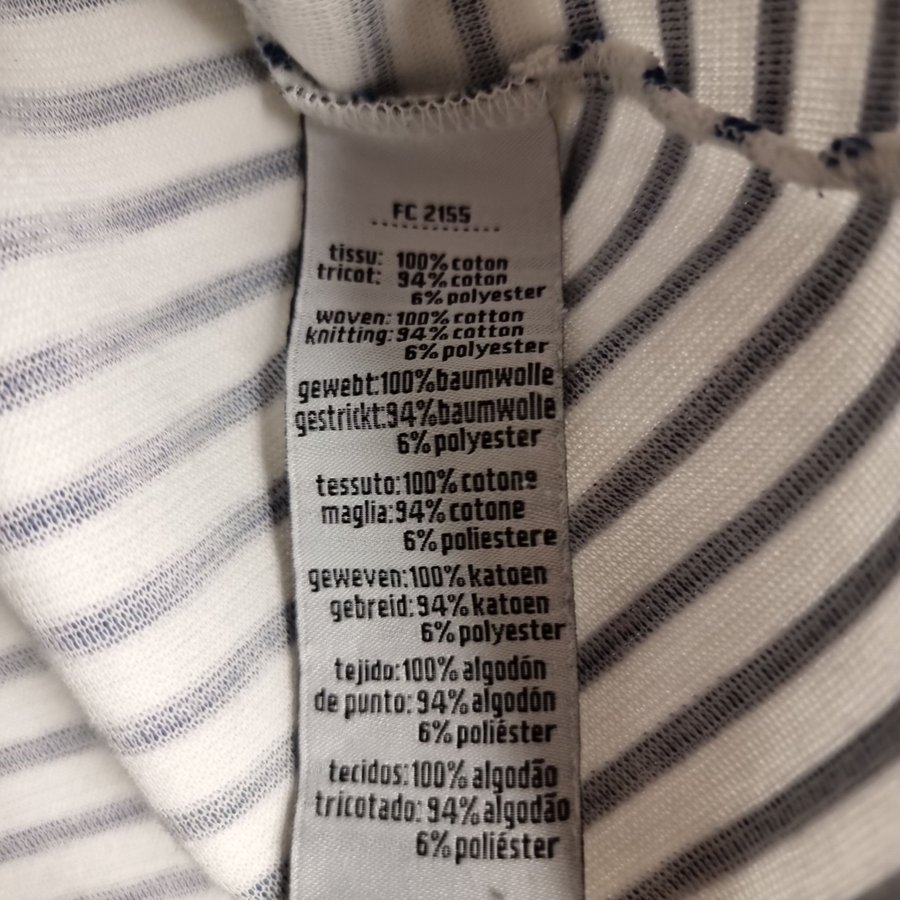 FC 2155
tissu: 100% coton
tricot: 94% coton
6% polyester
woven: 100% cotton
knitting: 94% cotton
6% polyester
gewebt:100%baumwolle
gestrickt:94%baumwolle
6% polyester
tessuto:100% cotone
maglia:94% cotone
6% poliestere
geweven:100% katoen
gebreid:94% katoen
6% polyester
tejido:100% algodón
de punto: 94% algodón
6% poliéster
tecidos:100% algodão
tricotado: 94% algodão
6% poliéster